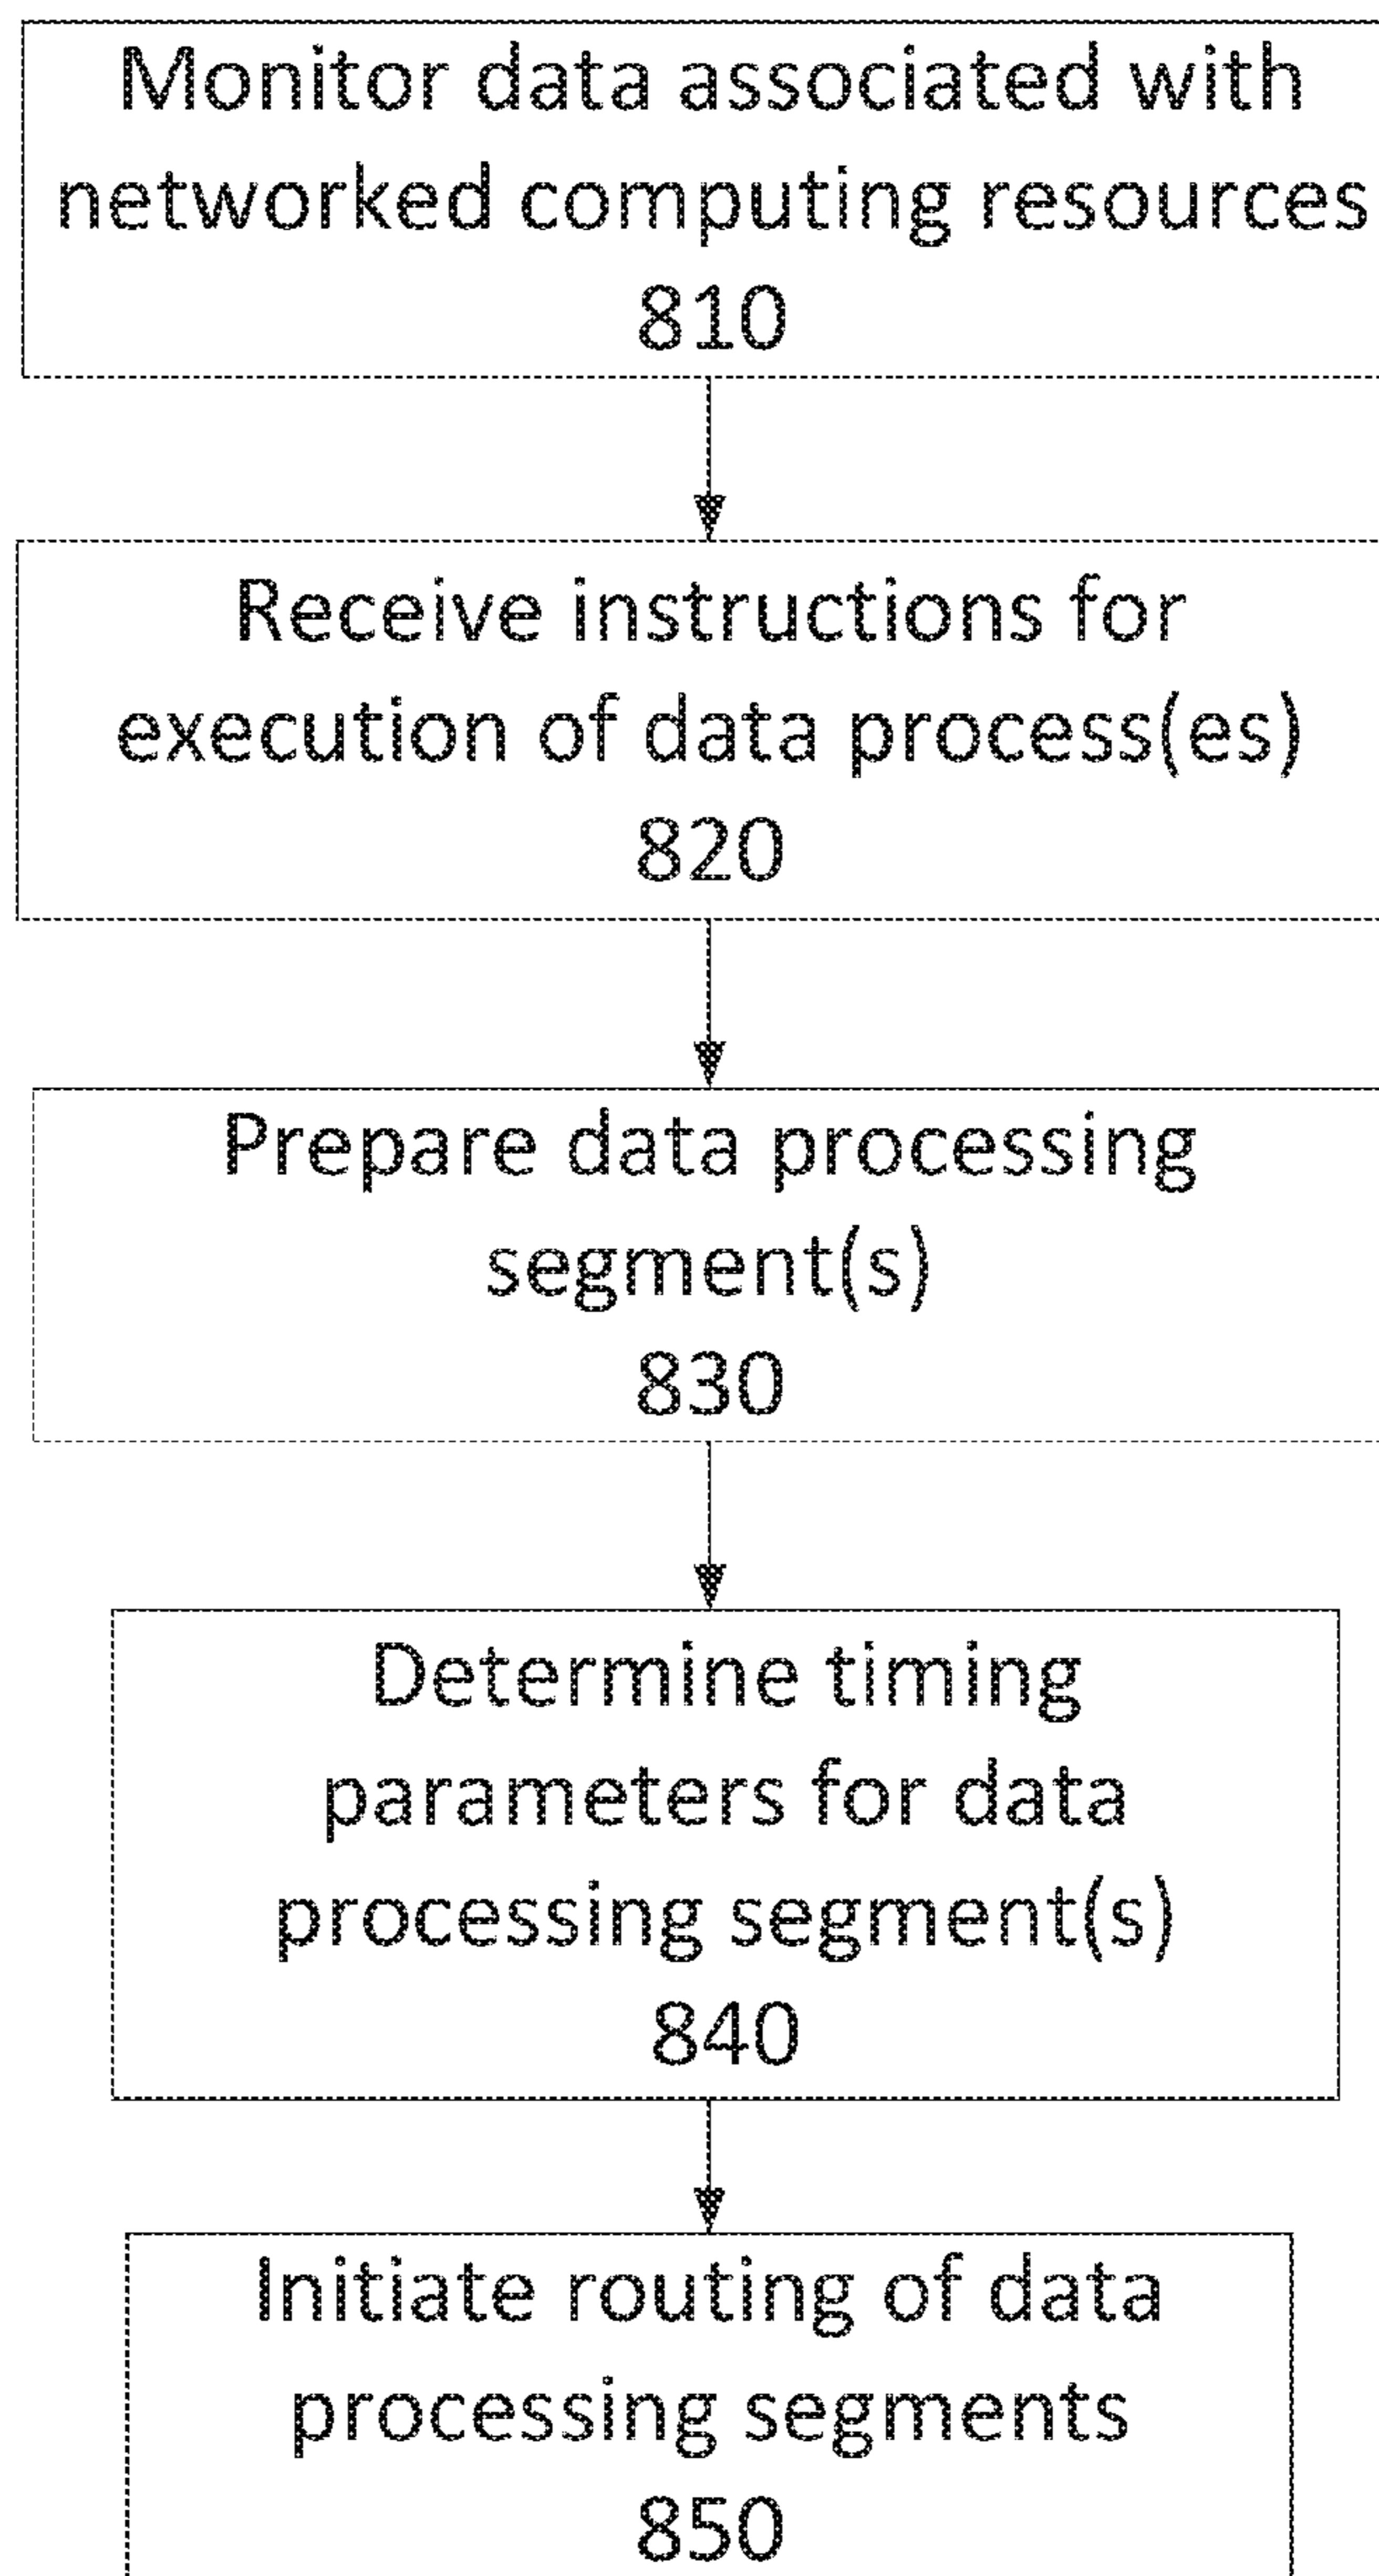 Monitor data associated with
networked computing resources
810
Receive instructions for
execution of data process(es)
820
Prepare data processing
segment(s)
830
Determine timing
parameters for data
processing segment(s)
840
Initiate routing of data
processing segments
850